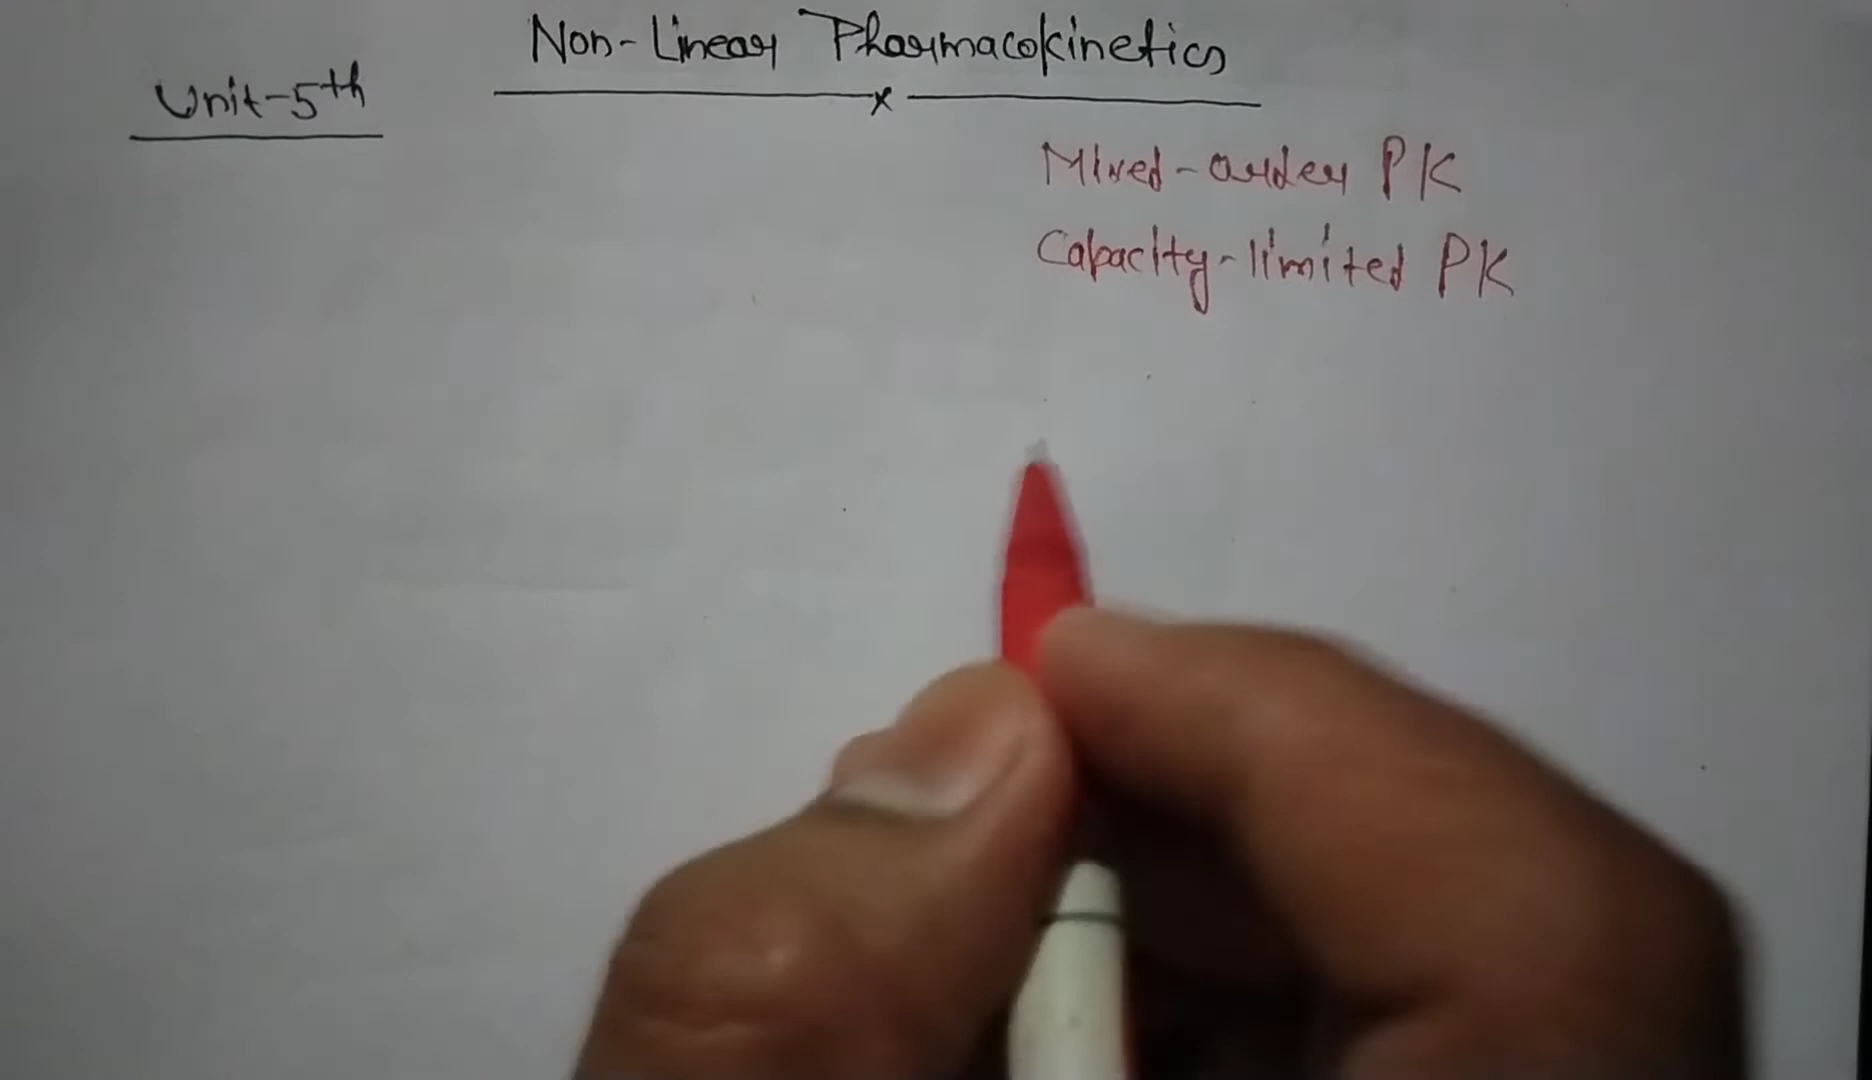 Non-Linear Pharmacokinetics
Unit-5th
x
Mixed-order PK
Capacity-limited PK